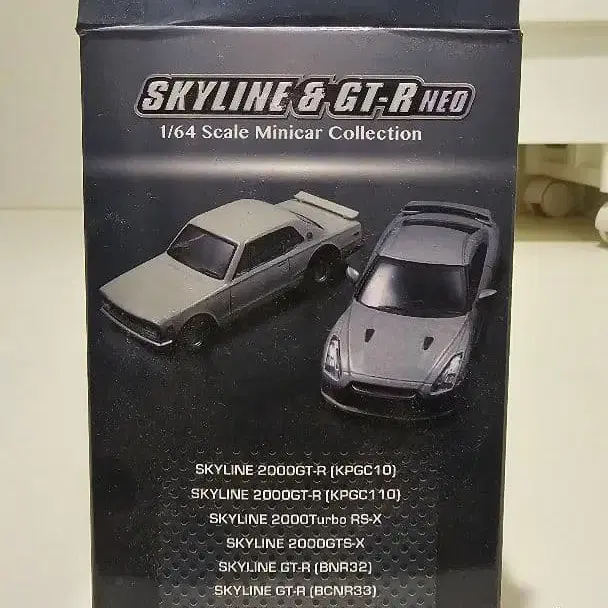 SKYLINE & GT-R NEO
1/64 Scale Minicar Collection
SKYLINE 2000GT-R (KPGC10)
SKYLINE 2000GT-R (KPGC110)
SKYLINE 2000Turbo RS-X
SKYLINE 2000GTS-X
SKYLINE GT-R (BNR32)
SKYLINE GT-R (BCNR33)